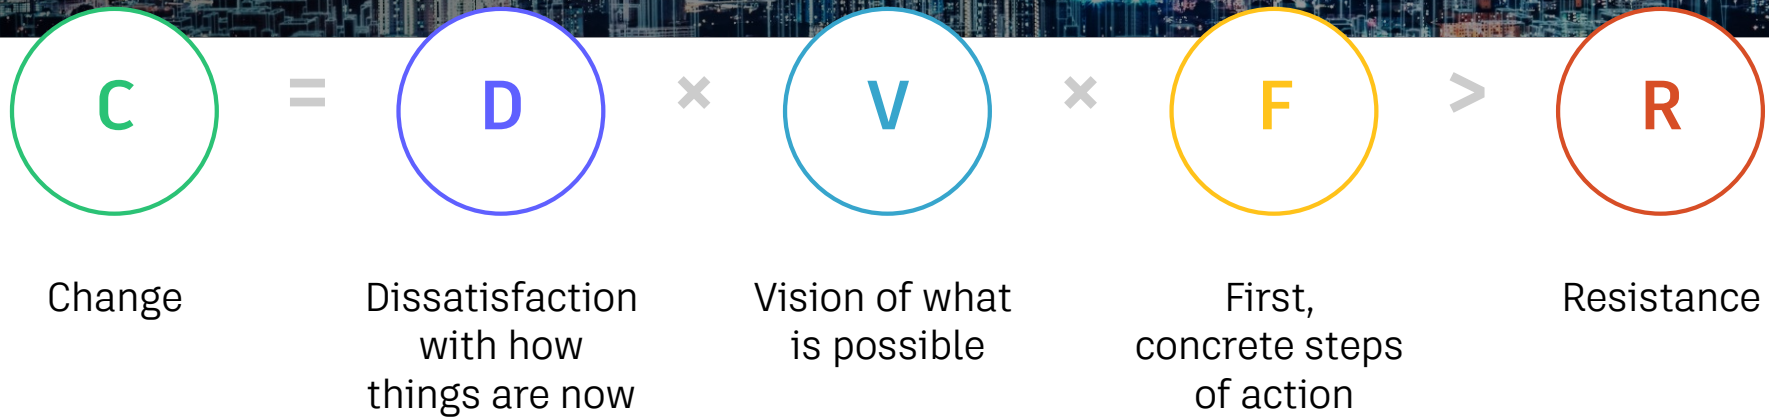 C = D × V × F > R
Change
Dissatisfaction
with how
things are now
Vision of what
is possible
First,
concrete steps
of action
Resistance